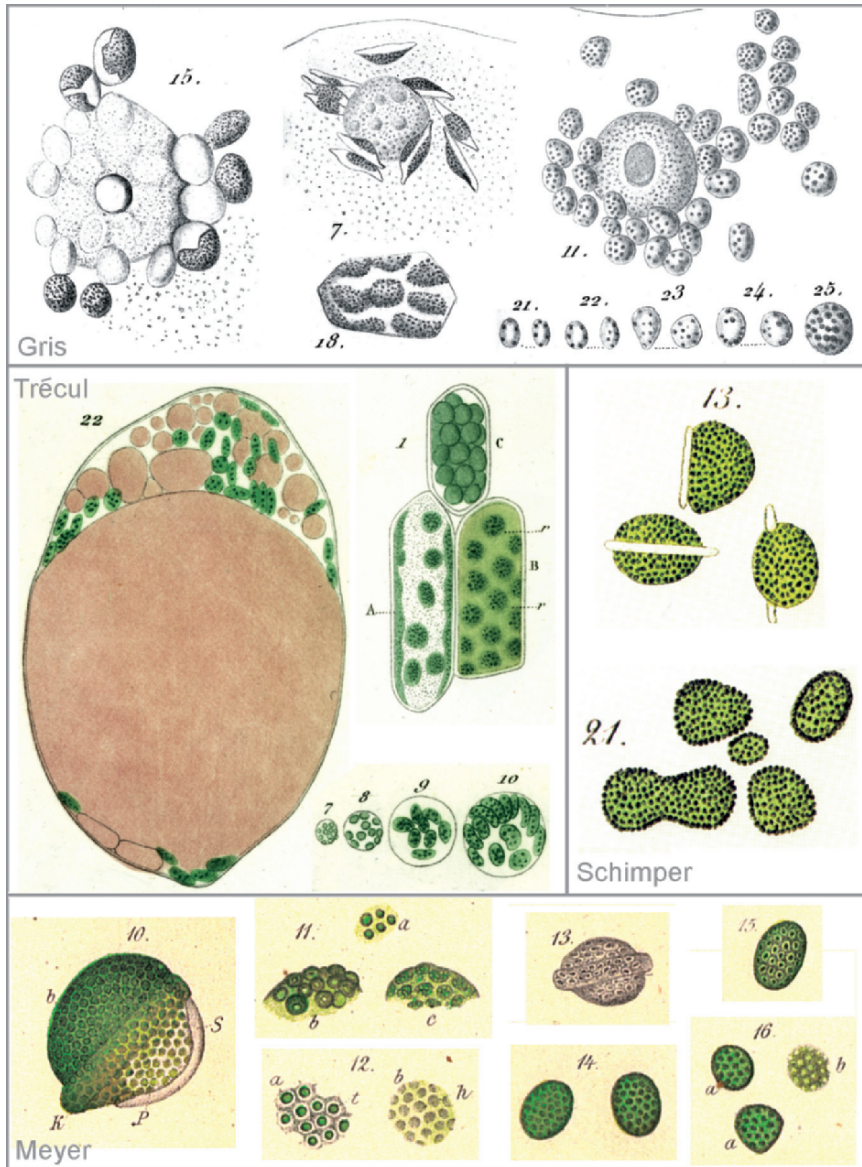 15.
7.
11.
18.
21. 22. 23 24. 25.
Gris
Trécul
22
1
C
r
B
A
r
7 8 9 10
13.
21.
Schimper
10.
b
S
K
P
11.
a
b
c
12.
a
t
b
h
13.
14.
15.
16.
a
b
a
Meyer